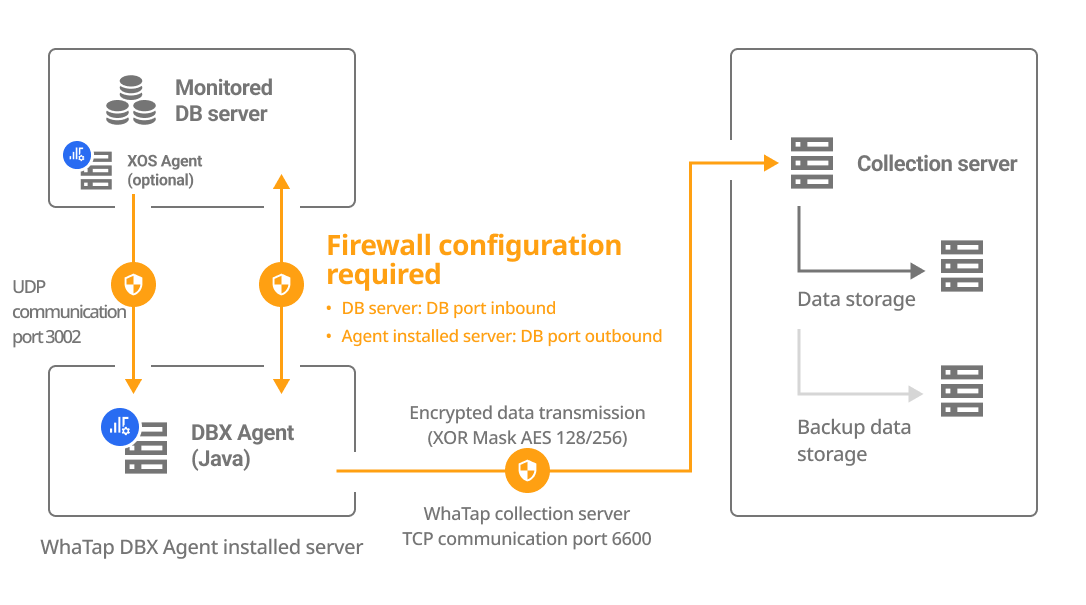 Monitored
DB server
XOS Agent
(optional)
Collection server
Firewall configuration
required
• DB server: DB port inbound
• Agent installed server: DB port outbound
UDP
communication
port 3002
Data storage
Encrypted data transmission
(XOR Mask AES 128/256)
Backup data
storage
DBX Agent
(Java)
WhaTap collection server
TCP communication port 6600
WhaTap DBX Agent installed server